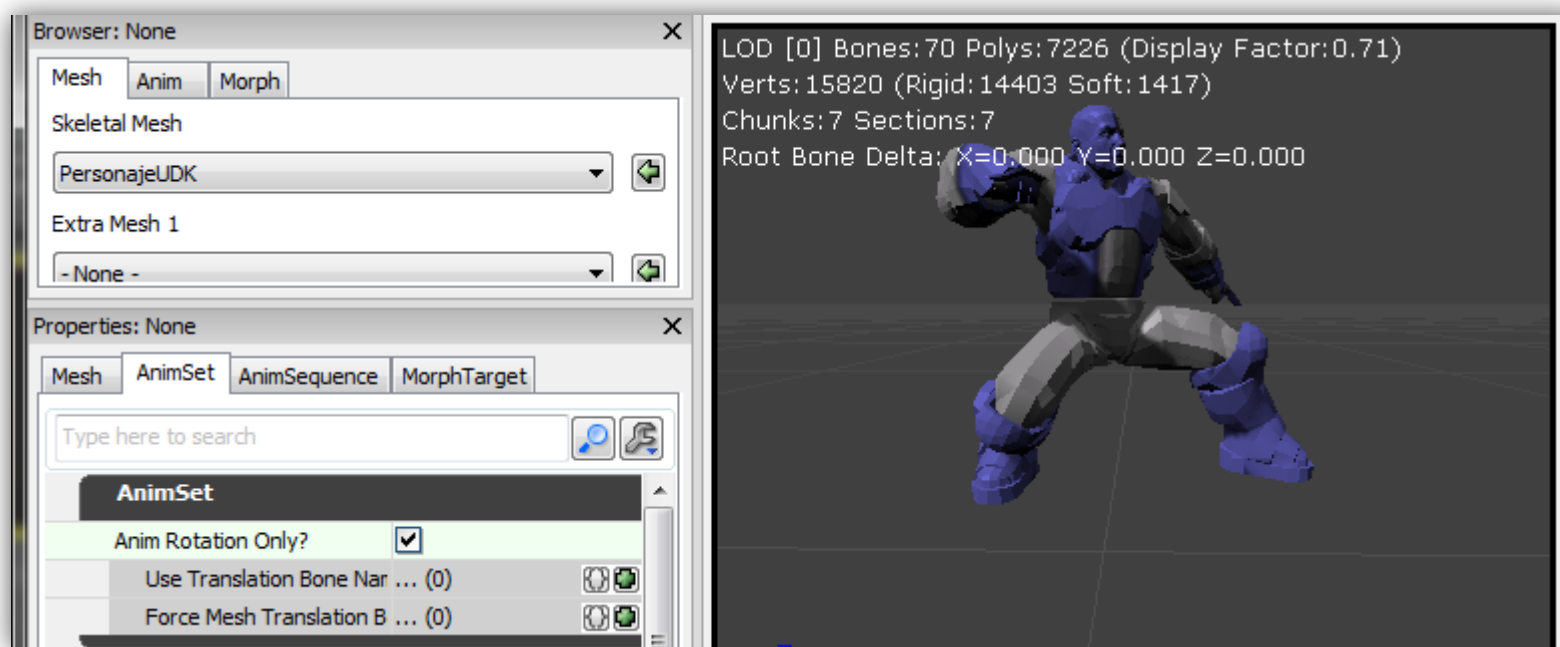 Browser: None
Mesh Anim Morph
Skeletal Mesh
PersonajeUDK
Extra Mesh 1
- None -
Properties: None
Mesh AnimSet AnimSequence MorphTarget
Type here to search
AnimSet
Anim Rotation Only?
Use Translation Bone Nar ... (0)
Force Mesh Translation B ... (0)
LOD [0] Bones:70 Polys:7226 (Display Factor:0.71)
Verts:15820 (Rigid:14403 Soft:1417)
Chunks:7 Sections:7
Root Bone Delta: X=0.000 Y=0.000 Z=0.000